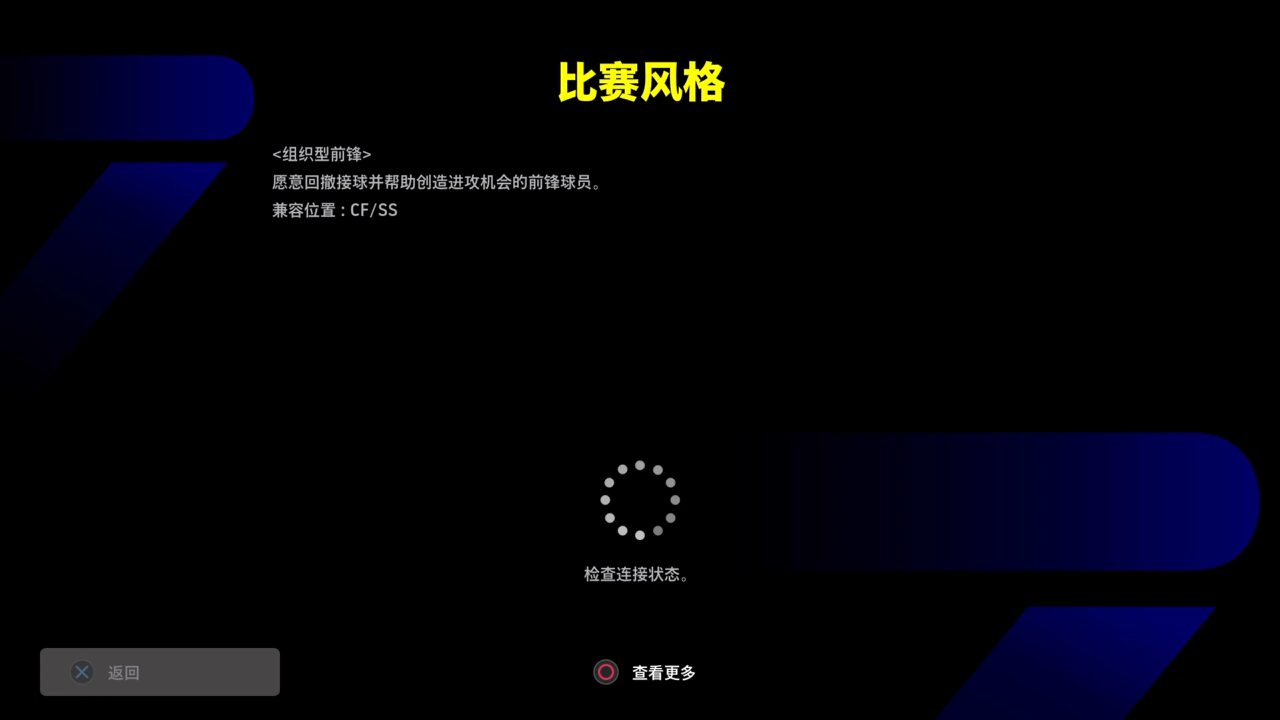 比赛风格
<组织型前锋>
愿意回撤接球并帮助创造进攻机会的前锋球员。
兼容位置：CF/SS
检查连接状态。
返回
查看更多